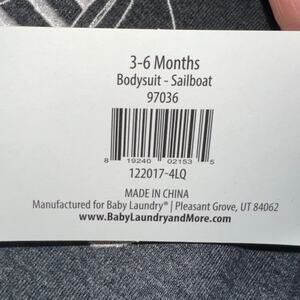 3-6 Months
Bodysuit - Sailboat
97036
8 19240 02153 5
122017-4LQ
MADE IN CHINA
Manufactured for Baby Laundry® | Pleasant Grove, UT 84062
www.BabyLaundryandMore.com